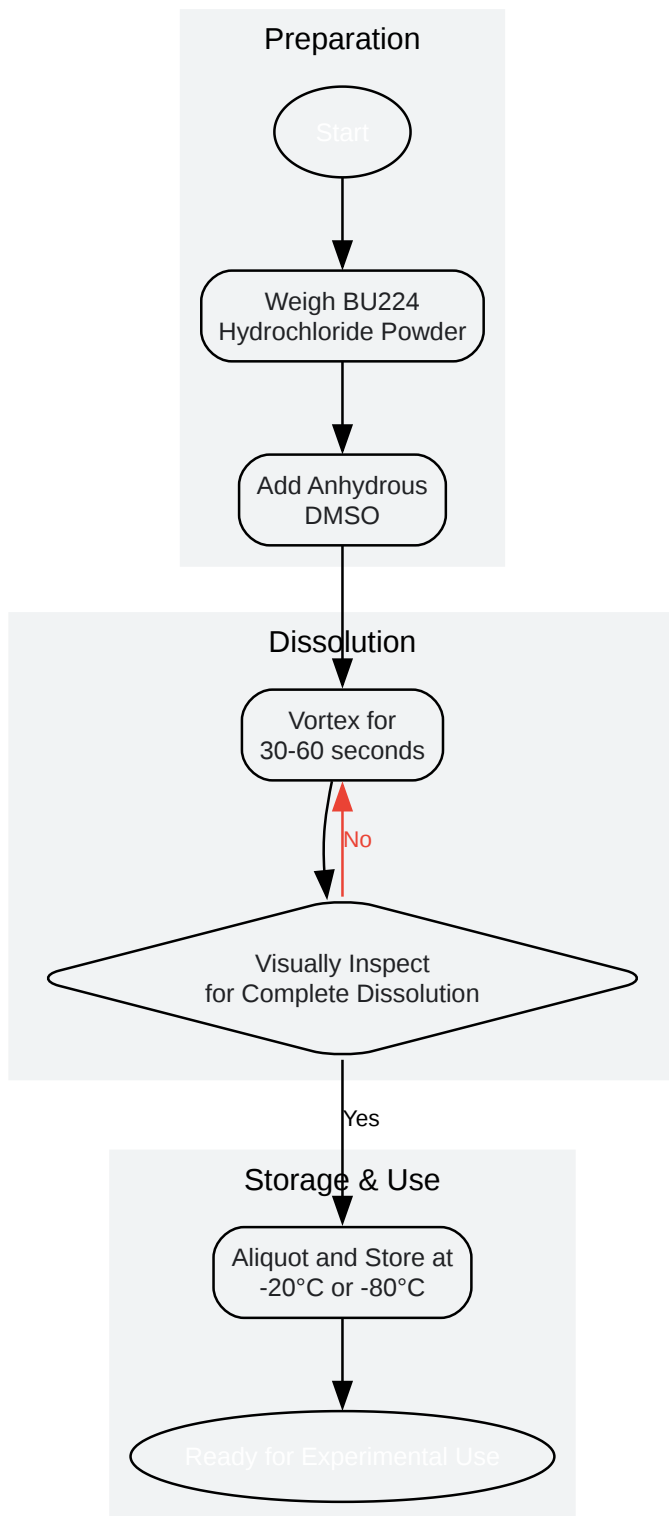 Preparation
Start
Weigh BU224
Hydrochloride Powder
Add Anhydrous
DMSO
Dissolution
Vortex for
30-60 seconds
No
Visually Inspect
for Complete Dissolution
Yes
Storage & Use
Aliquot and Store at
-20°C or -80°C
Ready for Experimental Use